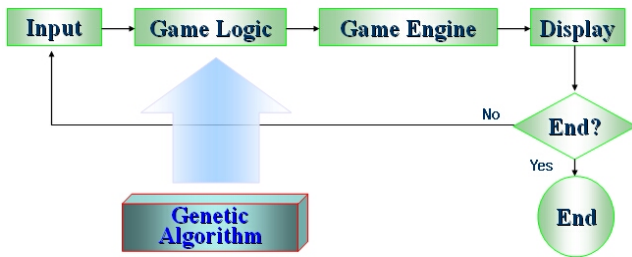 Input
Game Logic
Game Engine
Display
No
End?
Yes
Genetic
Algorithm
End